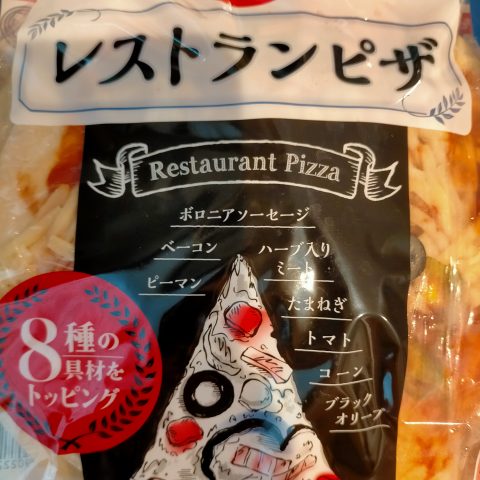 レストランピザ
Restaurant Pizza
ボロニアソーセージ
ベーコン
ハーブ入り
ミート
ピーマン
たまねぎ
トマト
コーン
ブラック
オリーブ
8種の
具材を
トッピング